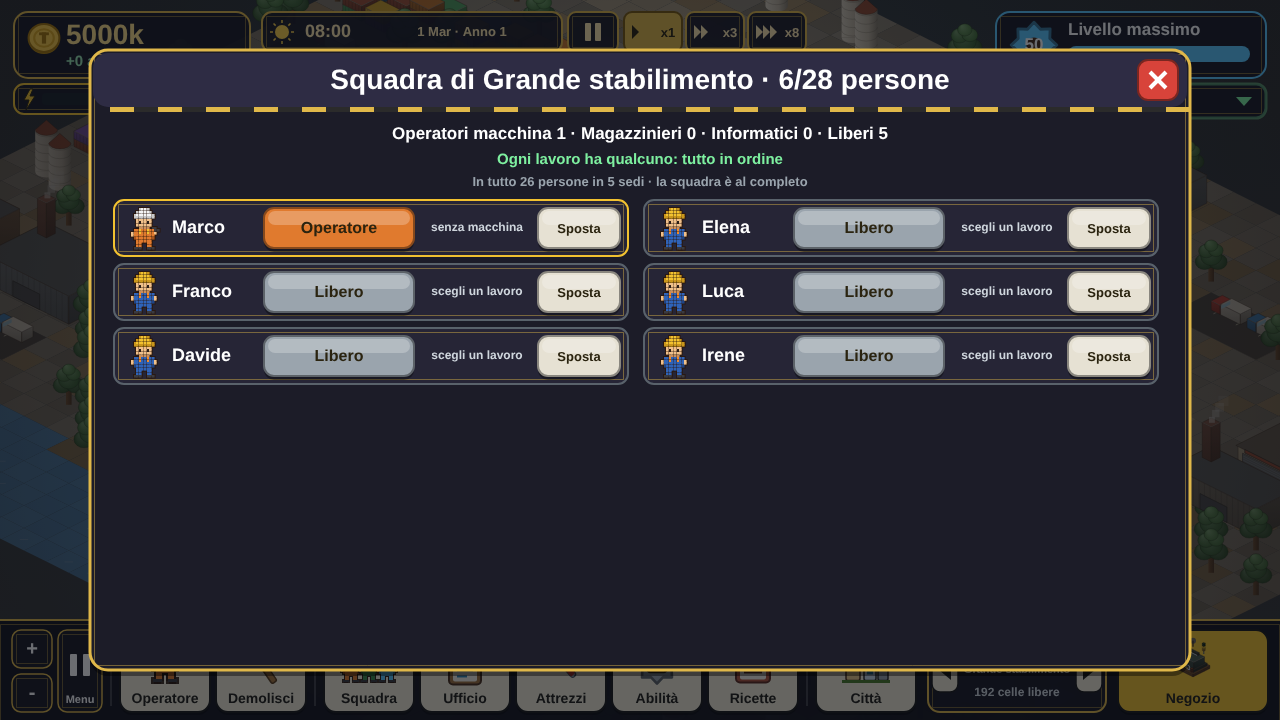 5000k
+0
08:00
1 Mar · Anno 1
x1
x3
x8
50
Livello massimo
Squadra di Grande stabilimento · 6/28 persone
Operatori macchina 1 · Magazzinieri 0 · Informatici 0 · Liberi 5
Ogni lavoro ha qualcuno: tutto in ordine
In tutto 26 persone in 5 sedi · la squadra è al completo
Marco
Operatore
senza macchina
Sposta
Elena
Libero
scegli un lavoro
Sposta
Franco
Libero
scegli un lavoro
Sposta
Luca
Libero
scegli un lavoro
Sposta
Davide
Libero
scegli un lavoro
Sposta
Irene
Libero
scegli un lavoro
Sposta
+
-
Menu
Operatore
Demolisci
Squadra
Ufficio
Attrezzi
Abilità
Ricette
Città
192 celle libere
Negozio